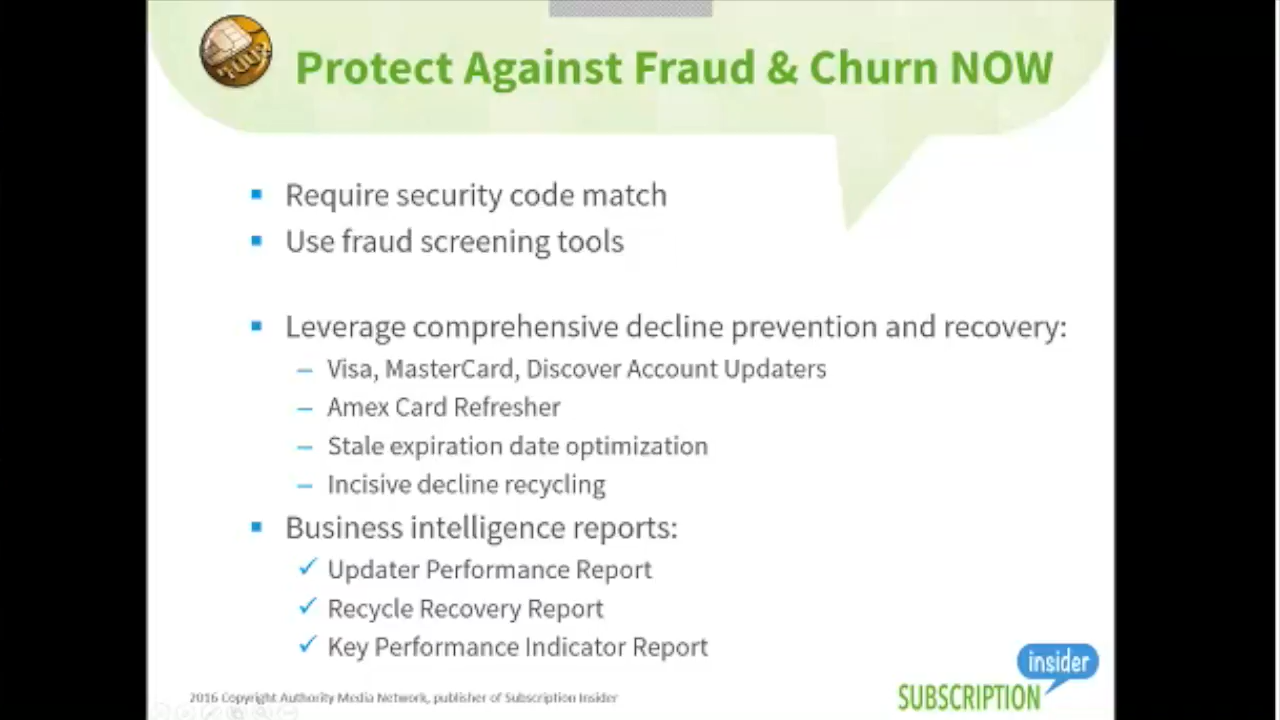 Protect Against Fraud & Churn NOW
Require security code match
Use fraud screening tools
Leverage comprehensive decline prevention and recovery:
Visa, MasterCard, Discover Account Updaters
Amex Card Refresher
Stale expiration date optimization
Incisive decline recycling
Business intelligence reports:
Updater Performance Report
Recycle Recovery Report
Key Performance Indicator Report
insider
SUBSCRIPTION
2016 Copyright Authority Media Network, publisher of Subscription Insider